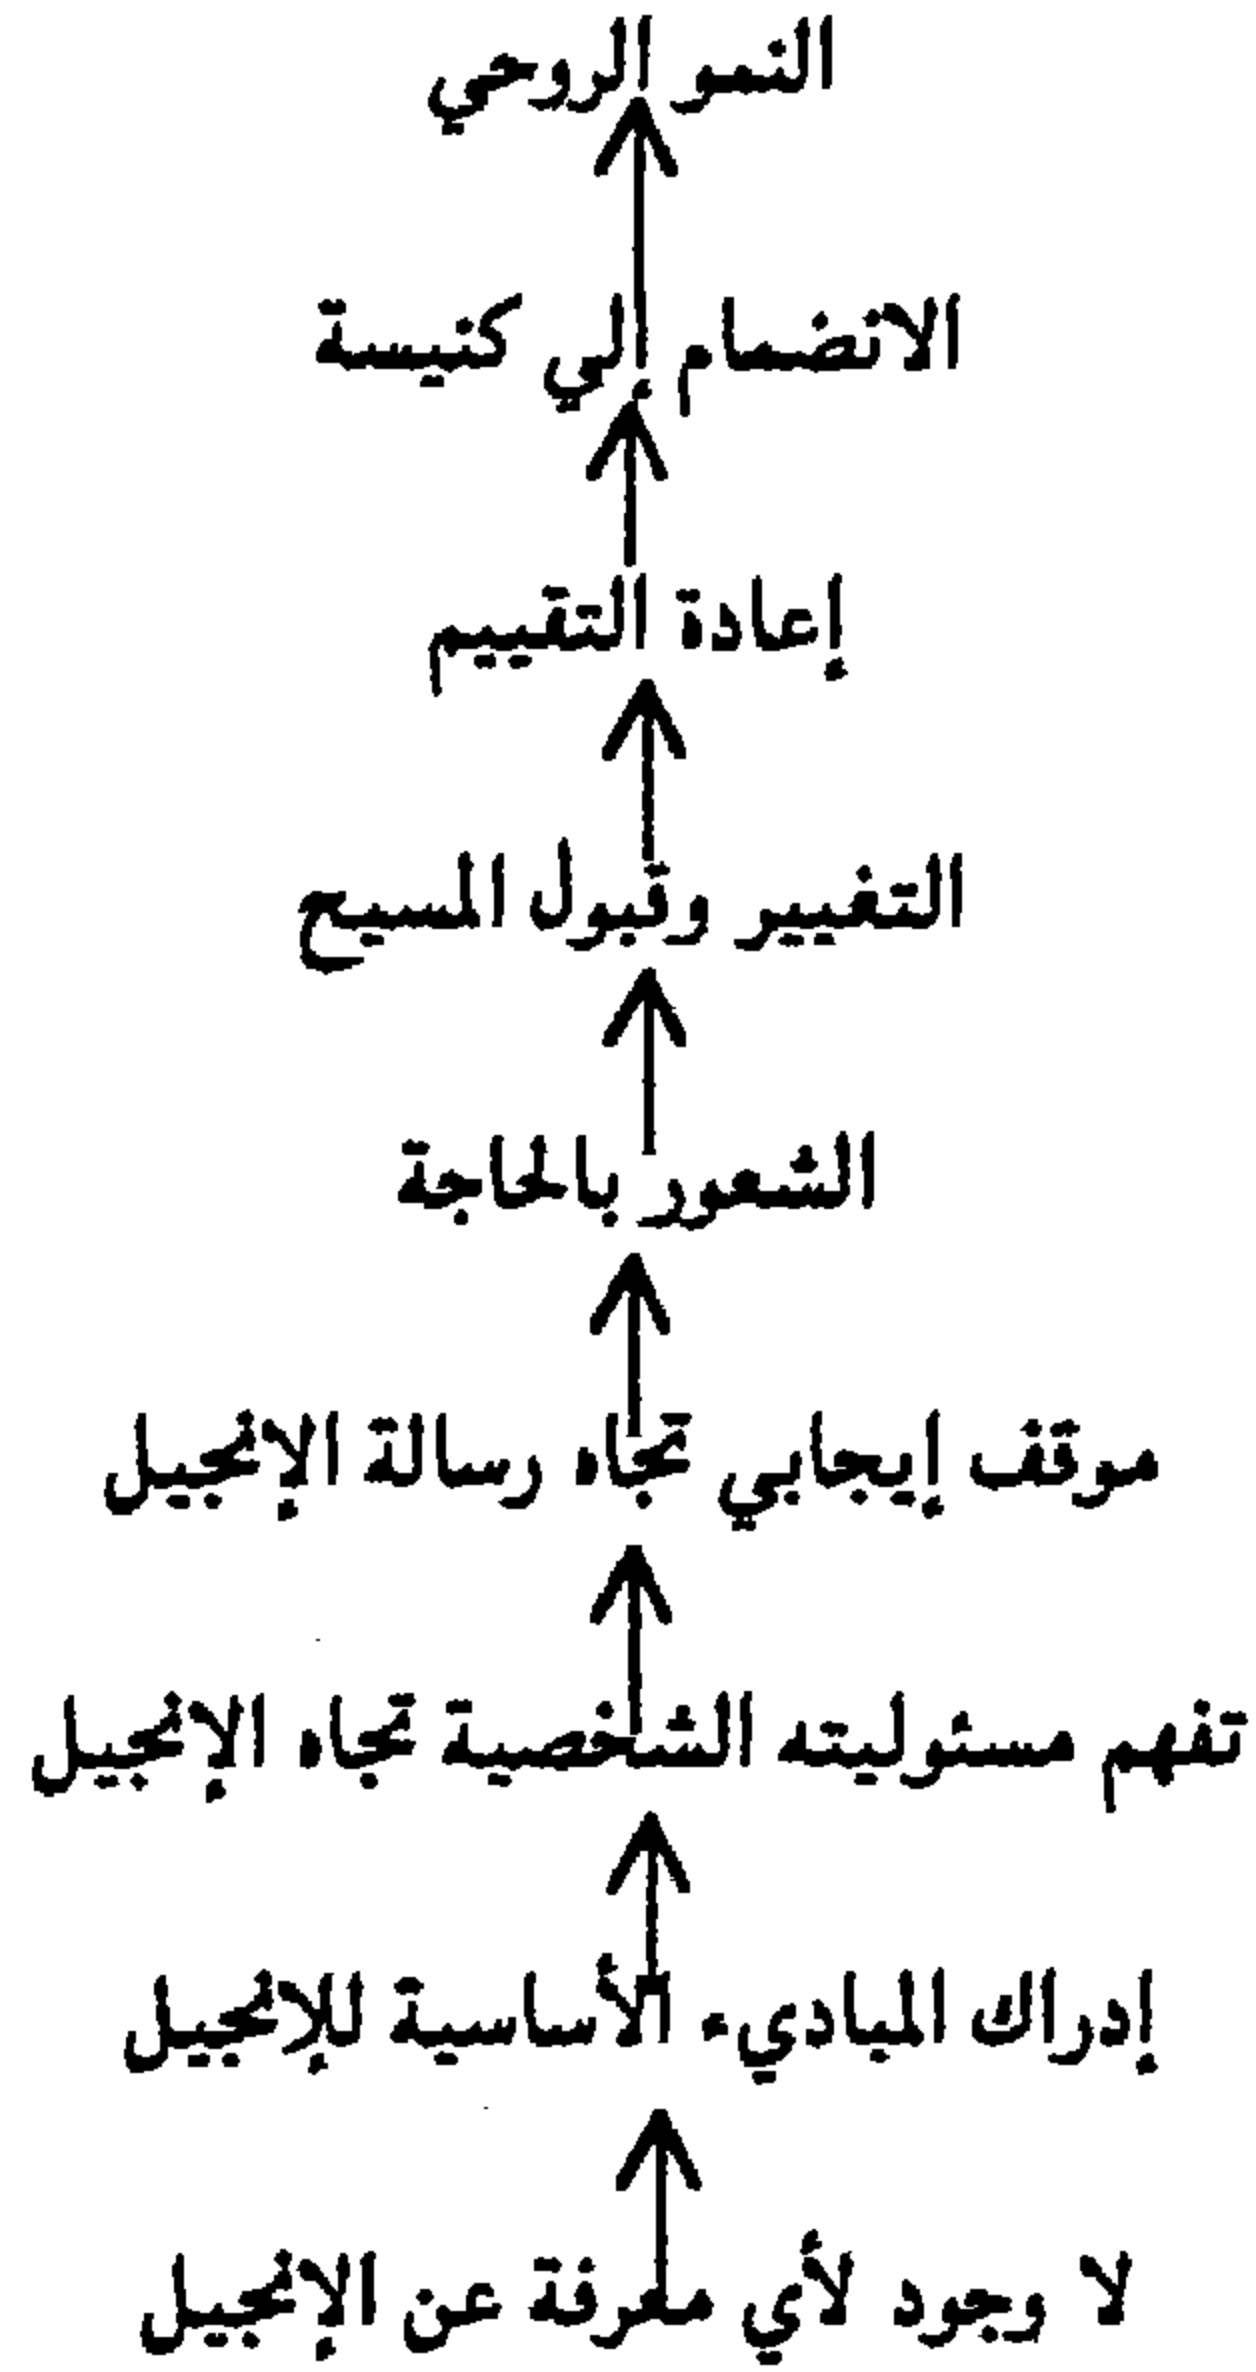 النمو الروحي
الانضمام إلي كنيسة
إعادة التقييم
التغيير وقبول المسيح
الشعور بالحاجة
موقف إيجابي تجاه رسالة الإنجيل
تفهم مسئوليته الشخصية تجاه الإنجيل
إدراك المباديء الأساسية للإنجيل
لا وجود لأي معرفة عن الإنجيل